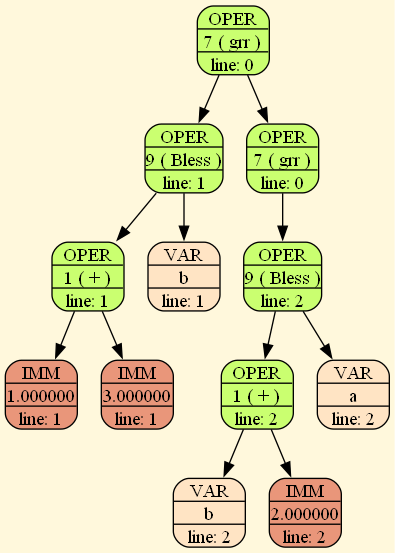 OPER
7 ( grr )
line: 0
OPER
9 ( Bless )
line: 1
OPER
7 ( grr )
line: 0
OPER
1 ( + )
line: 1
VAR
b
line: 1
OPER
9 ( Bless )
line: 2
IMM
1.000000
line: 1
IMM
3.000000
line: 1
OPER
1 ( + )
line: 2
VAR
a
line: 2
VAR
b
line: 2
IMM
2.000000
line: 2